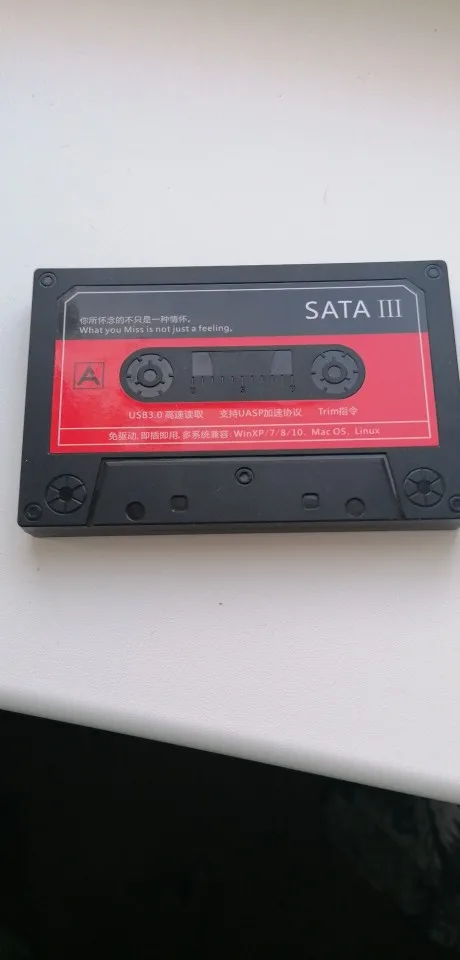 你所怀念的不只是一种情怀。
What you Miss is not just a feeling。
SATA III
A
USB3.0 高速读取 支持UASP加速协议 Trim指令
免驱动, 即插即用, 多系统兼容: WinXP/7/8/10、Mac OS、Linux